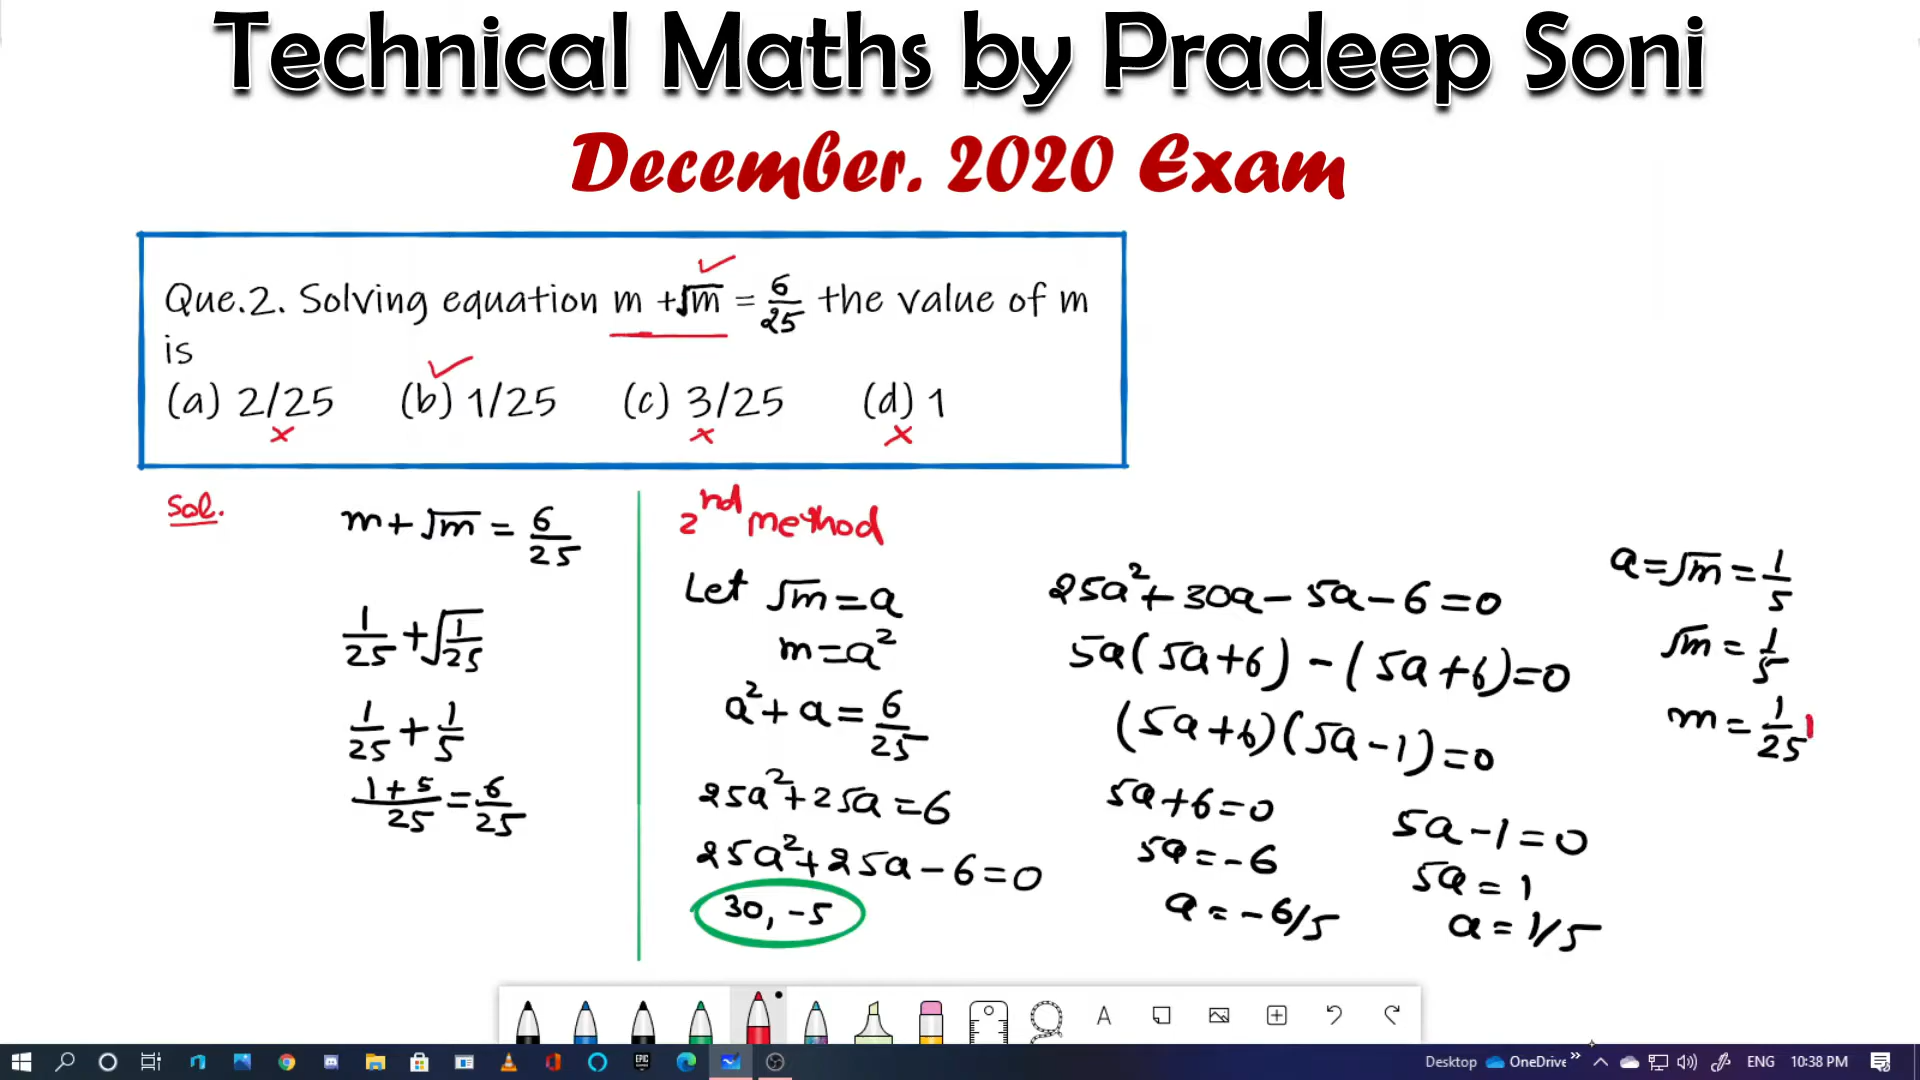 Technical Maths by Pradeep Soni
December. 2020 Exam
Que.2. Solving equation m +√m = 6/25 the value of m
is
(a) 2/25 (b) 1/25 (c) 3/25 (d) 1
Sol.
m+√m = 6/25
1/25 + √1/25
1/25 + 1/5
1+5/25 = 6/25
2nd method
Let √m = a
m = a²
a² + a = 6/25
25a² + 25a = 6
25a² + 25a - 6 = 0
30, -5
25a² + 30a - 5a - 6 = 0
5a(5a+6) - (5a+6) = 0
(5a+6)(5a-1) = 0
5a+6 = 0
5a = -6
a = -6/5
5a-1 = 0
5a = 1
a = 1/5
a = √m = 1/5
√m = 1/5
m = 1/25
A
EPIC
Desktop
OneDrive
ENG
10:38 PM